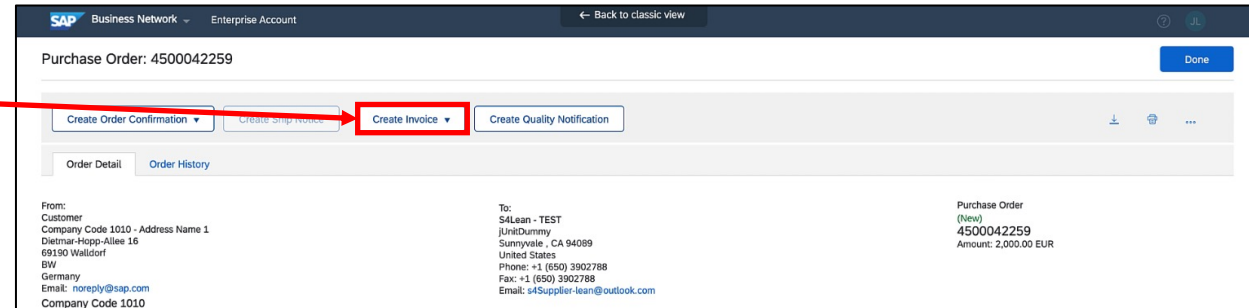 SAP Business Network Enterprise Account ← Back to classic view ? JL
Purchase Order: 4500042259 Done
Create Order Confirmation ▾ Create Ship Notice Create Invoice ▾ Create Quality Notification ...
Order Detail Order History
From:
Customer
Company Code 1010 - Address Name 1
Dietmar-Hopp-Allee 16
69190 Walldorf
BW
Germany
Email: noreply@sap.com
Company Code 1010
To:
S4Lean - TEST
jUnitDummy
Sunnyvale , CA 94089
United States
Phone: +1 (650) 3902788
Fax: +1 (650) 3902788
Email: s4Supplier-lean@outlook.com
Purchase Order
(New)
4500042259
Amount: 2,000.00 EUR